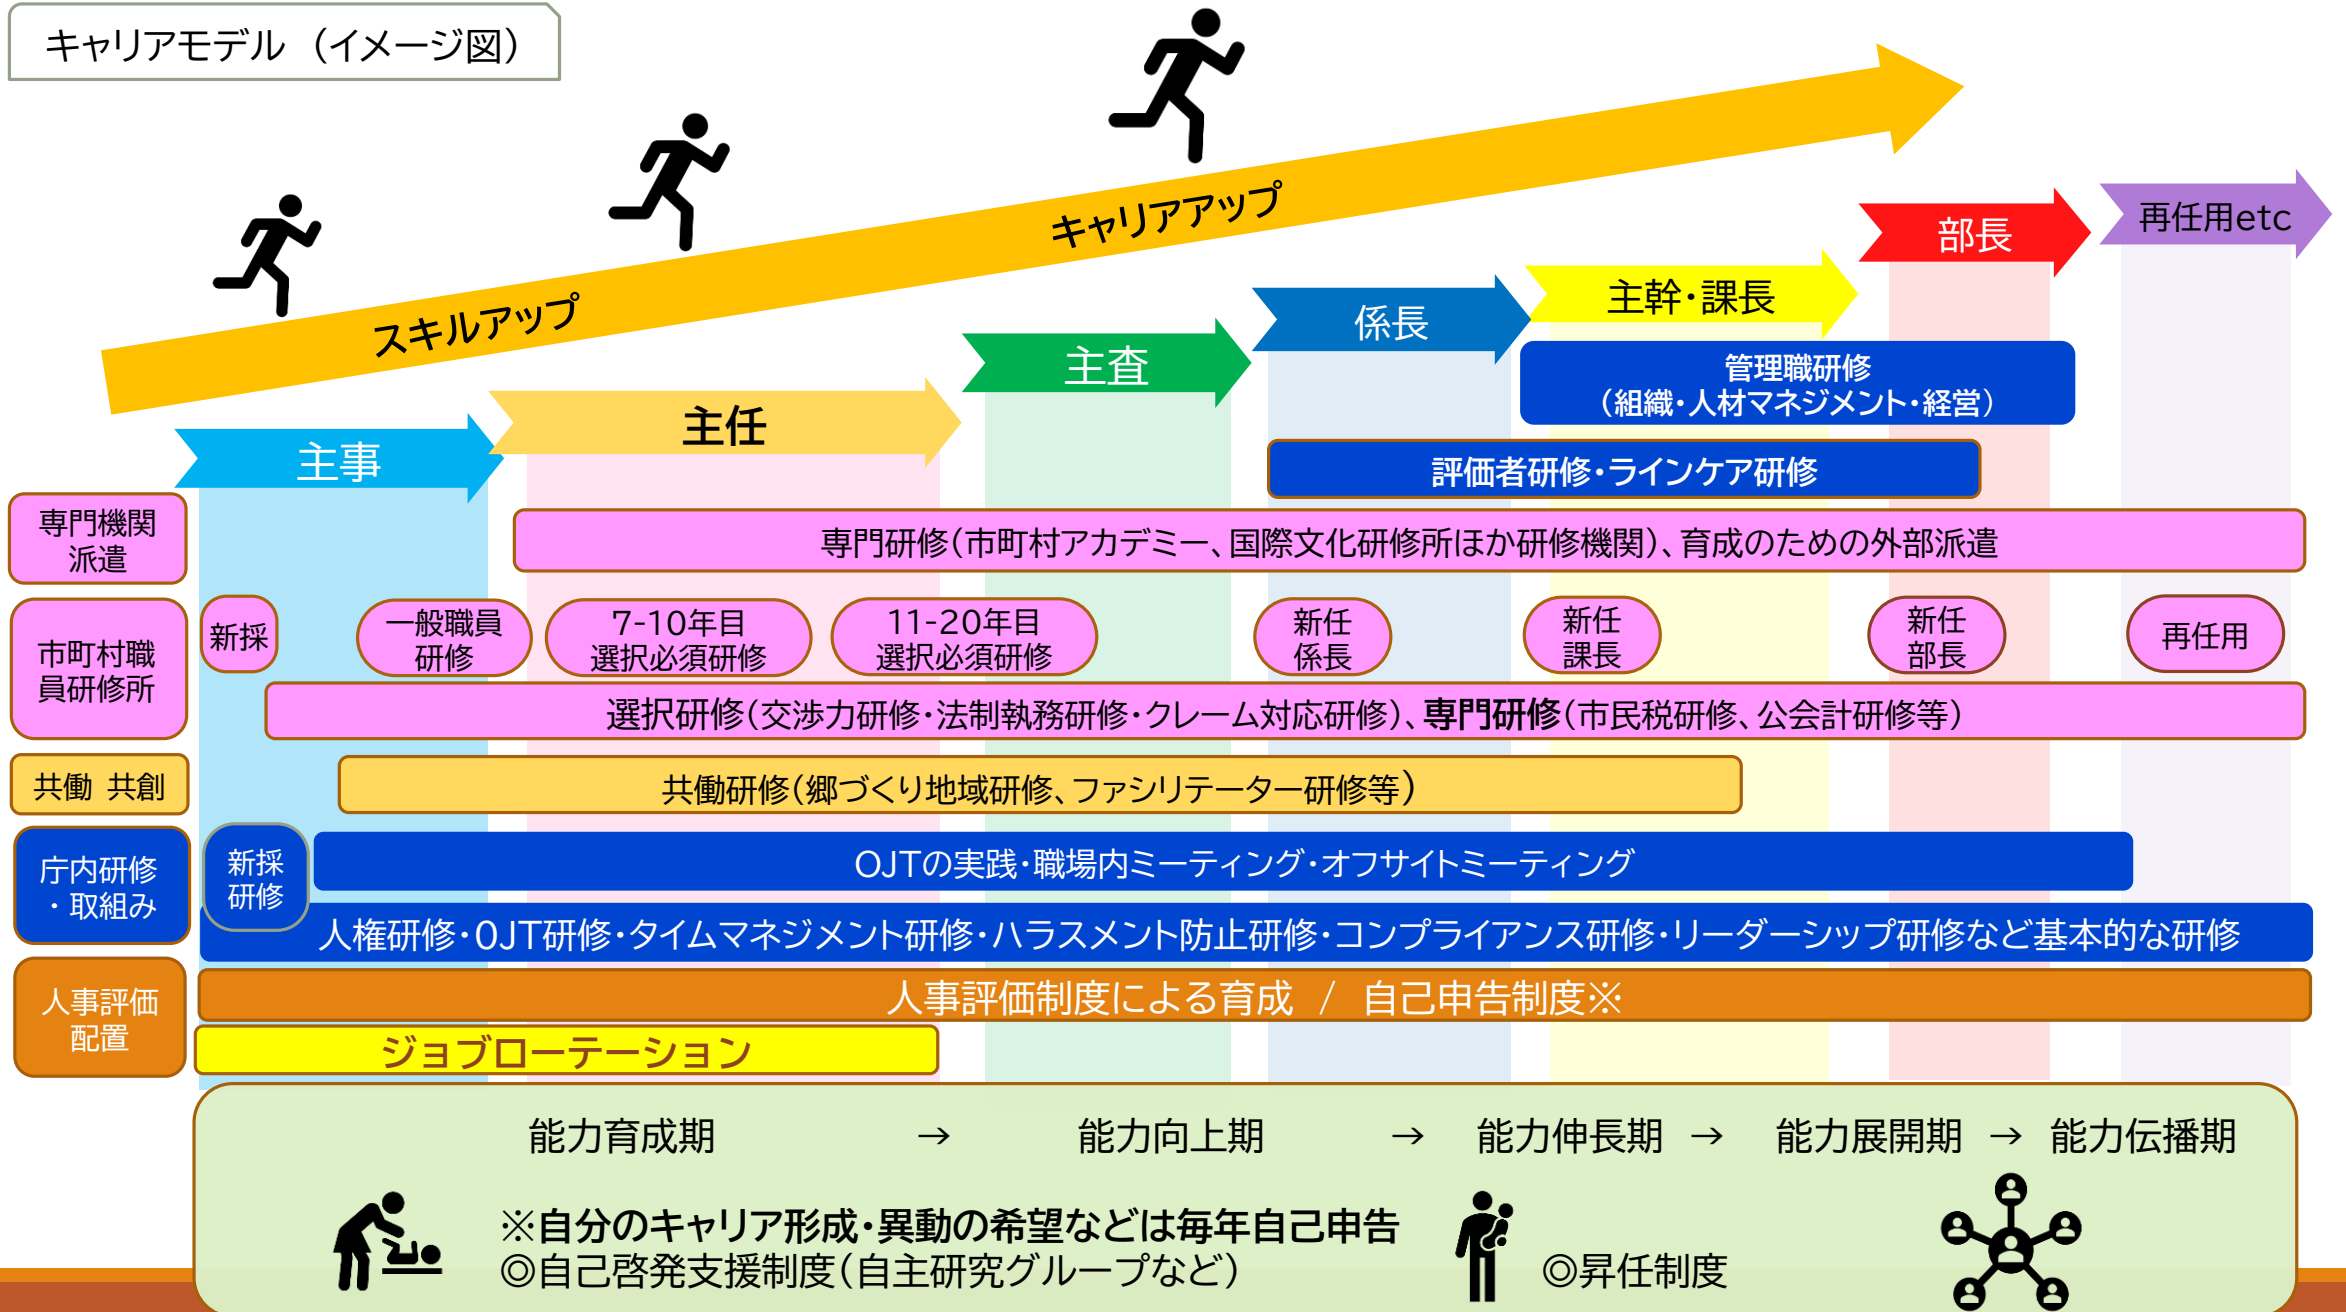 キャリアモデル （イメージ図）
スキルアップ
キャリアアップ
主事
主任
主査
係長
主幹・課長
部長
再任用etc
管理職研修
（組織・人材マネジメント・経営）
評価者研修・ラインケア研修
専門機関
派遣
専門研修（市町村アカデミー、国際文化研修所ほか研修機関）、育成のための外部派遣
市町村職
員研修所
新採
一般職員
研修
7-10年目
選択必須研修
11-20年目
選択必須研修
新任
係長
新任
課長
新任
部長
再任用
選択研修（交渉力研修・法制執務研修・クレーム対応研修）、専門研修（市民税研修、公会計研修等）
共働 共創
共働研修（郷づくり地域研修、ファシリテーター研修等）
庁内研修
・取組み
新採
研修
OJTの実践・職場内ミーティング・オフサイトミーティング
人権研修・OJT研修・タイムマネジメント研修・ハラスメント防止研修・コンプライアンス研修・リーダーシップ研修など基本的な研修
人事評価
配置
人事評価制度による育成 / 自己申告制度※
ジョブローテーション
能力育成期 → 能力向上期 → 能力伸長期 → 能力展開期 → 能力伝播期
※自分のキャリア形成・異動の希望などは毎年自己申告
◎自己啓発支援制度（自主研究グループなど）
◎昇任制度